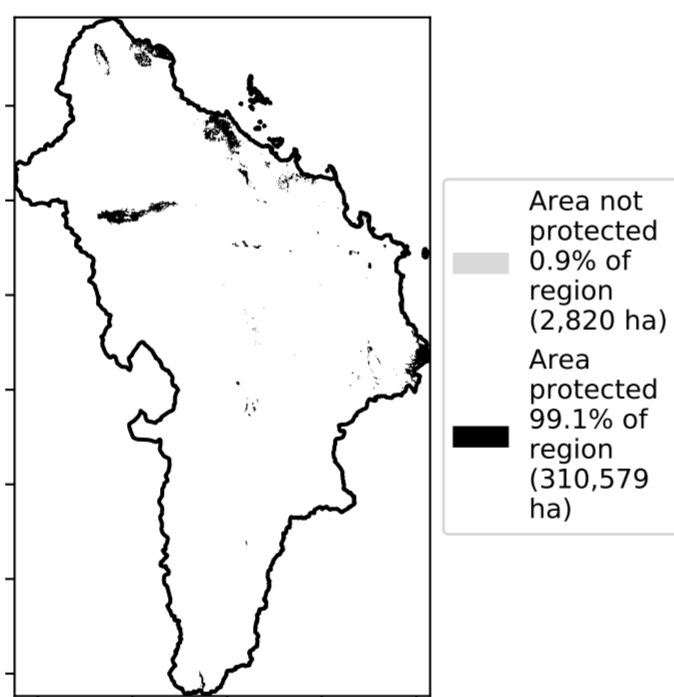 Area not
protected
0.9% of
region
(2,820 ha)
Area
protected
99.1% of
region
(310,579
ha)